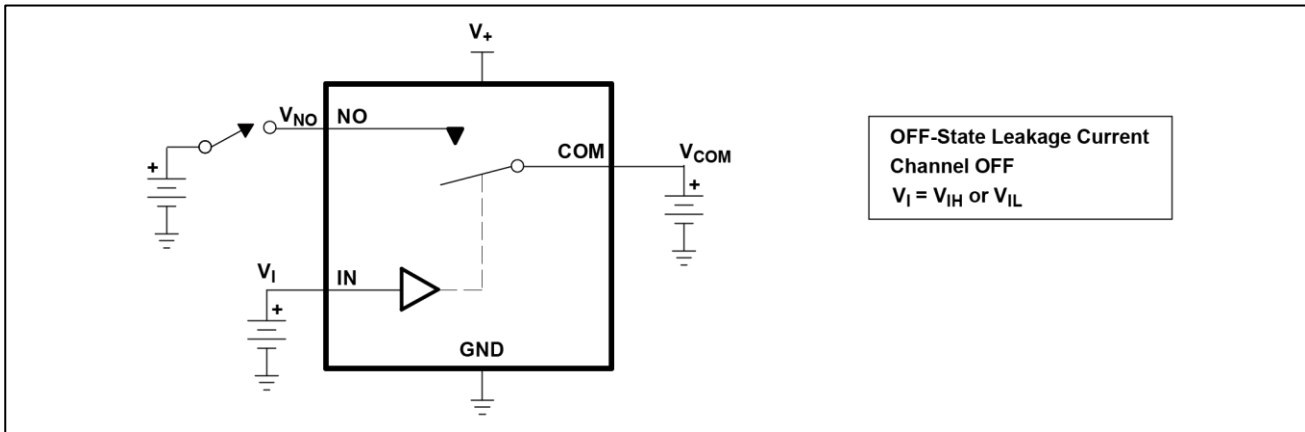 V+
VNO NO
COM VCOM
+
+
VI IN
+
GND
OFF-State Leakage Current
Channel OFF
VI = VIH or VIL